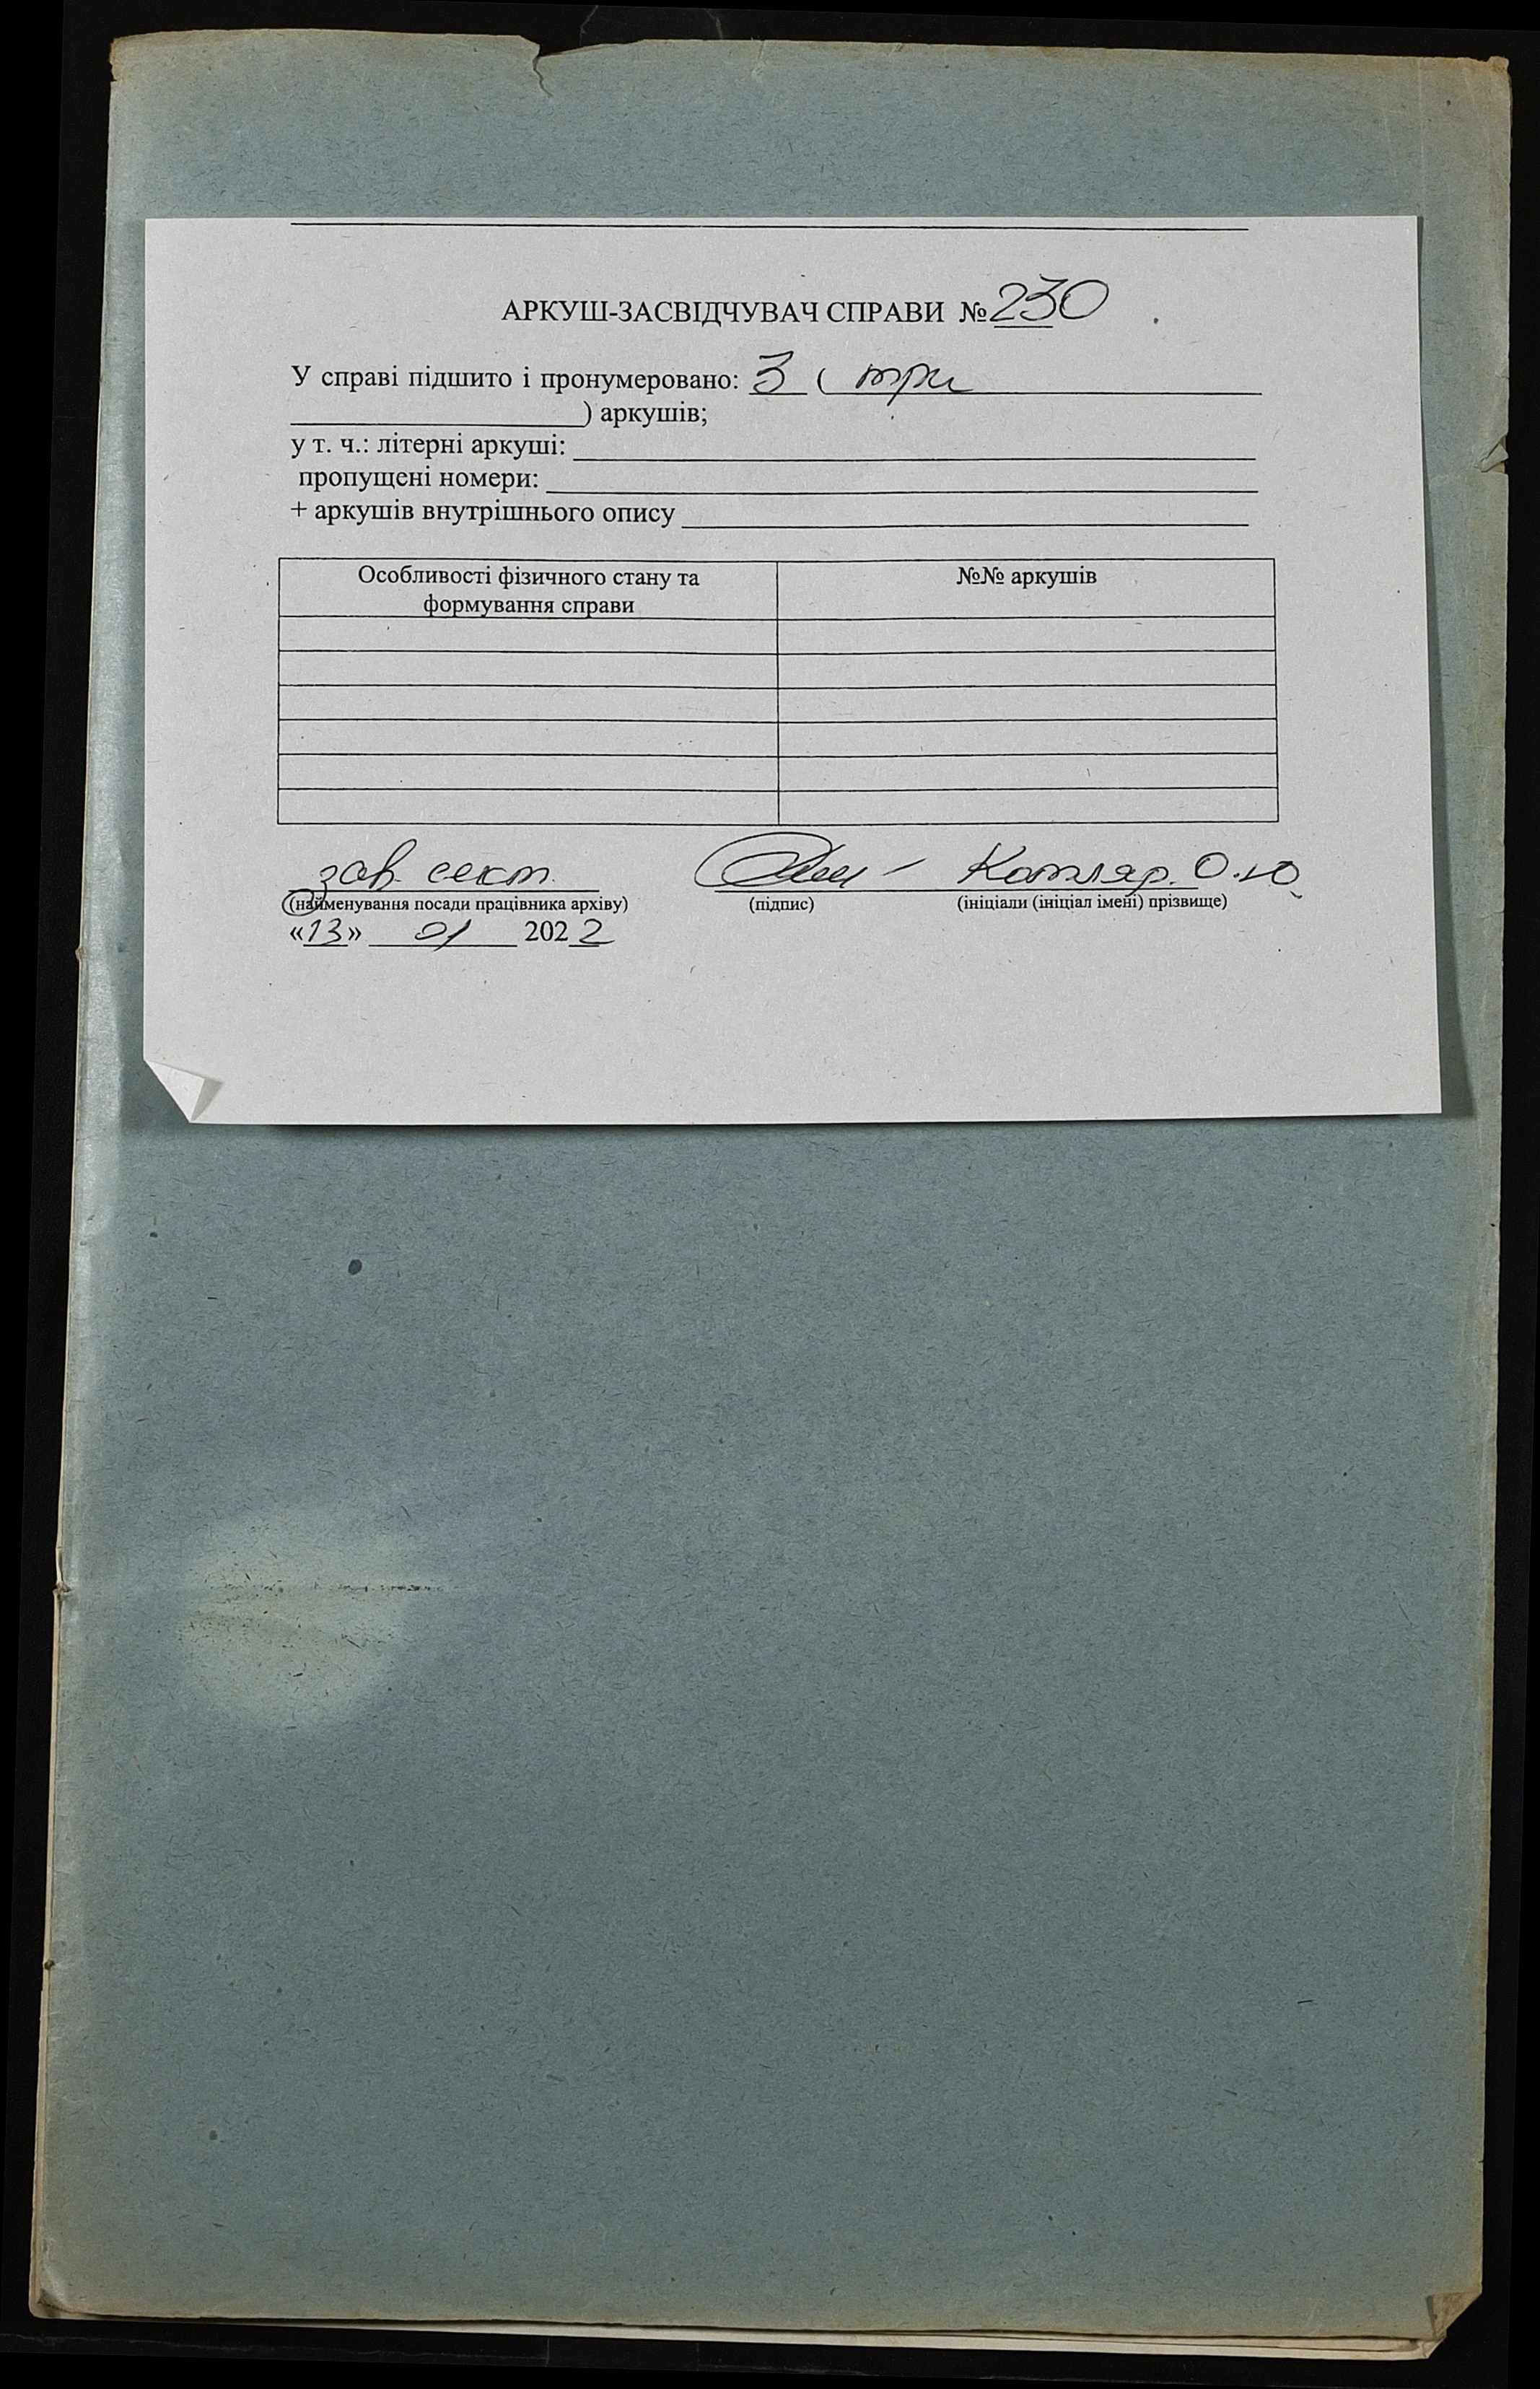 АРКУШ-ЗАСВІДЧУВАЧ СПРАВИ № 230
У справі підшито і пронумеровано: 3 ( три
) аркушів;
у т. ч.: літерні аркуші:
пропущені номери:
+ аркушів внутрішнього опису
Особливості фізичного стану та формування справи №№ аркушів
зав. сект. Котляр. О.Ю.
(найменування посади працівника архіву) (підпис) (ініціали (ініціал імені) прізвище)
«13» 01 2022